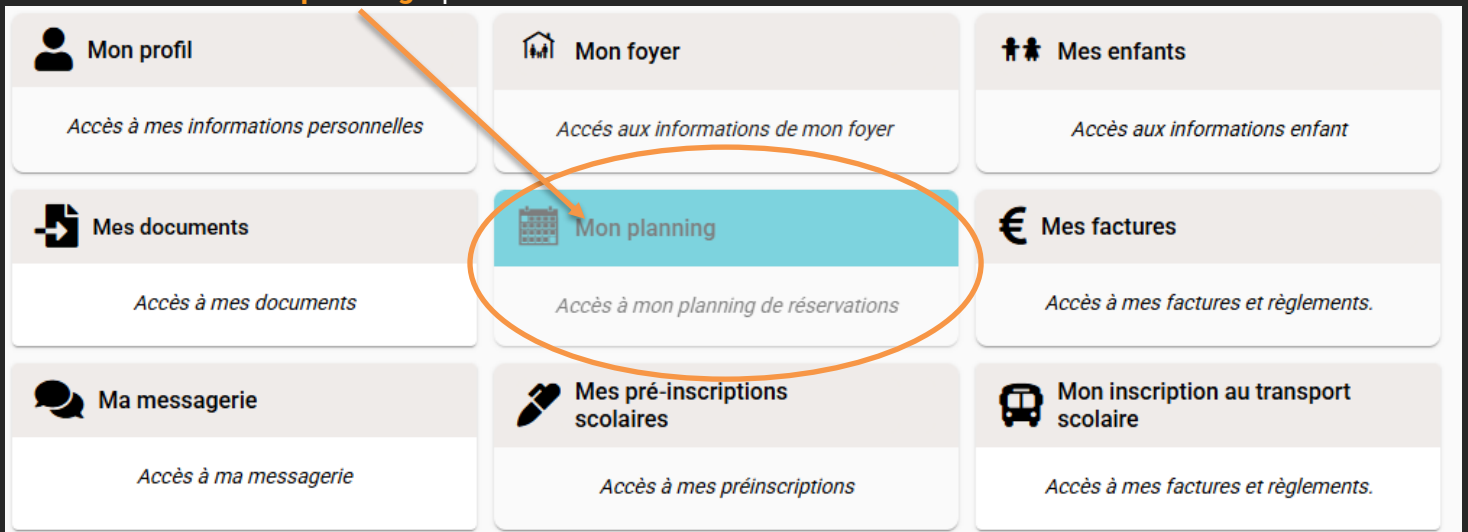 Mon profil
Mon foyer
Mes enfants
Accès à mes informations personnelles
Accés aux informations de mon foyer
Accès aux informations enfant
Mes documents
Mon planning
Mes factures
Accès à mes documents
Accès à mon planning de réservations
Accès à mes factures et règlements.
Ma messagerie
Mes pré-inscriptions
scolaires
Mon inscription au transport
scolaire
Accès à ma messagerie
Accès à mes préinscriptions
Accès à mes factures et règlements.